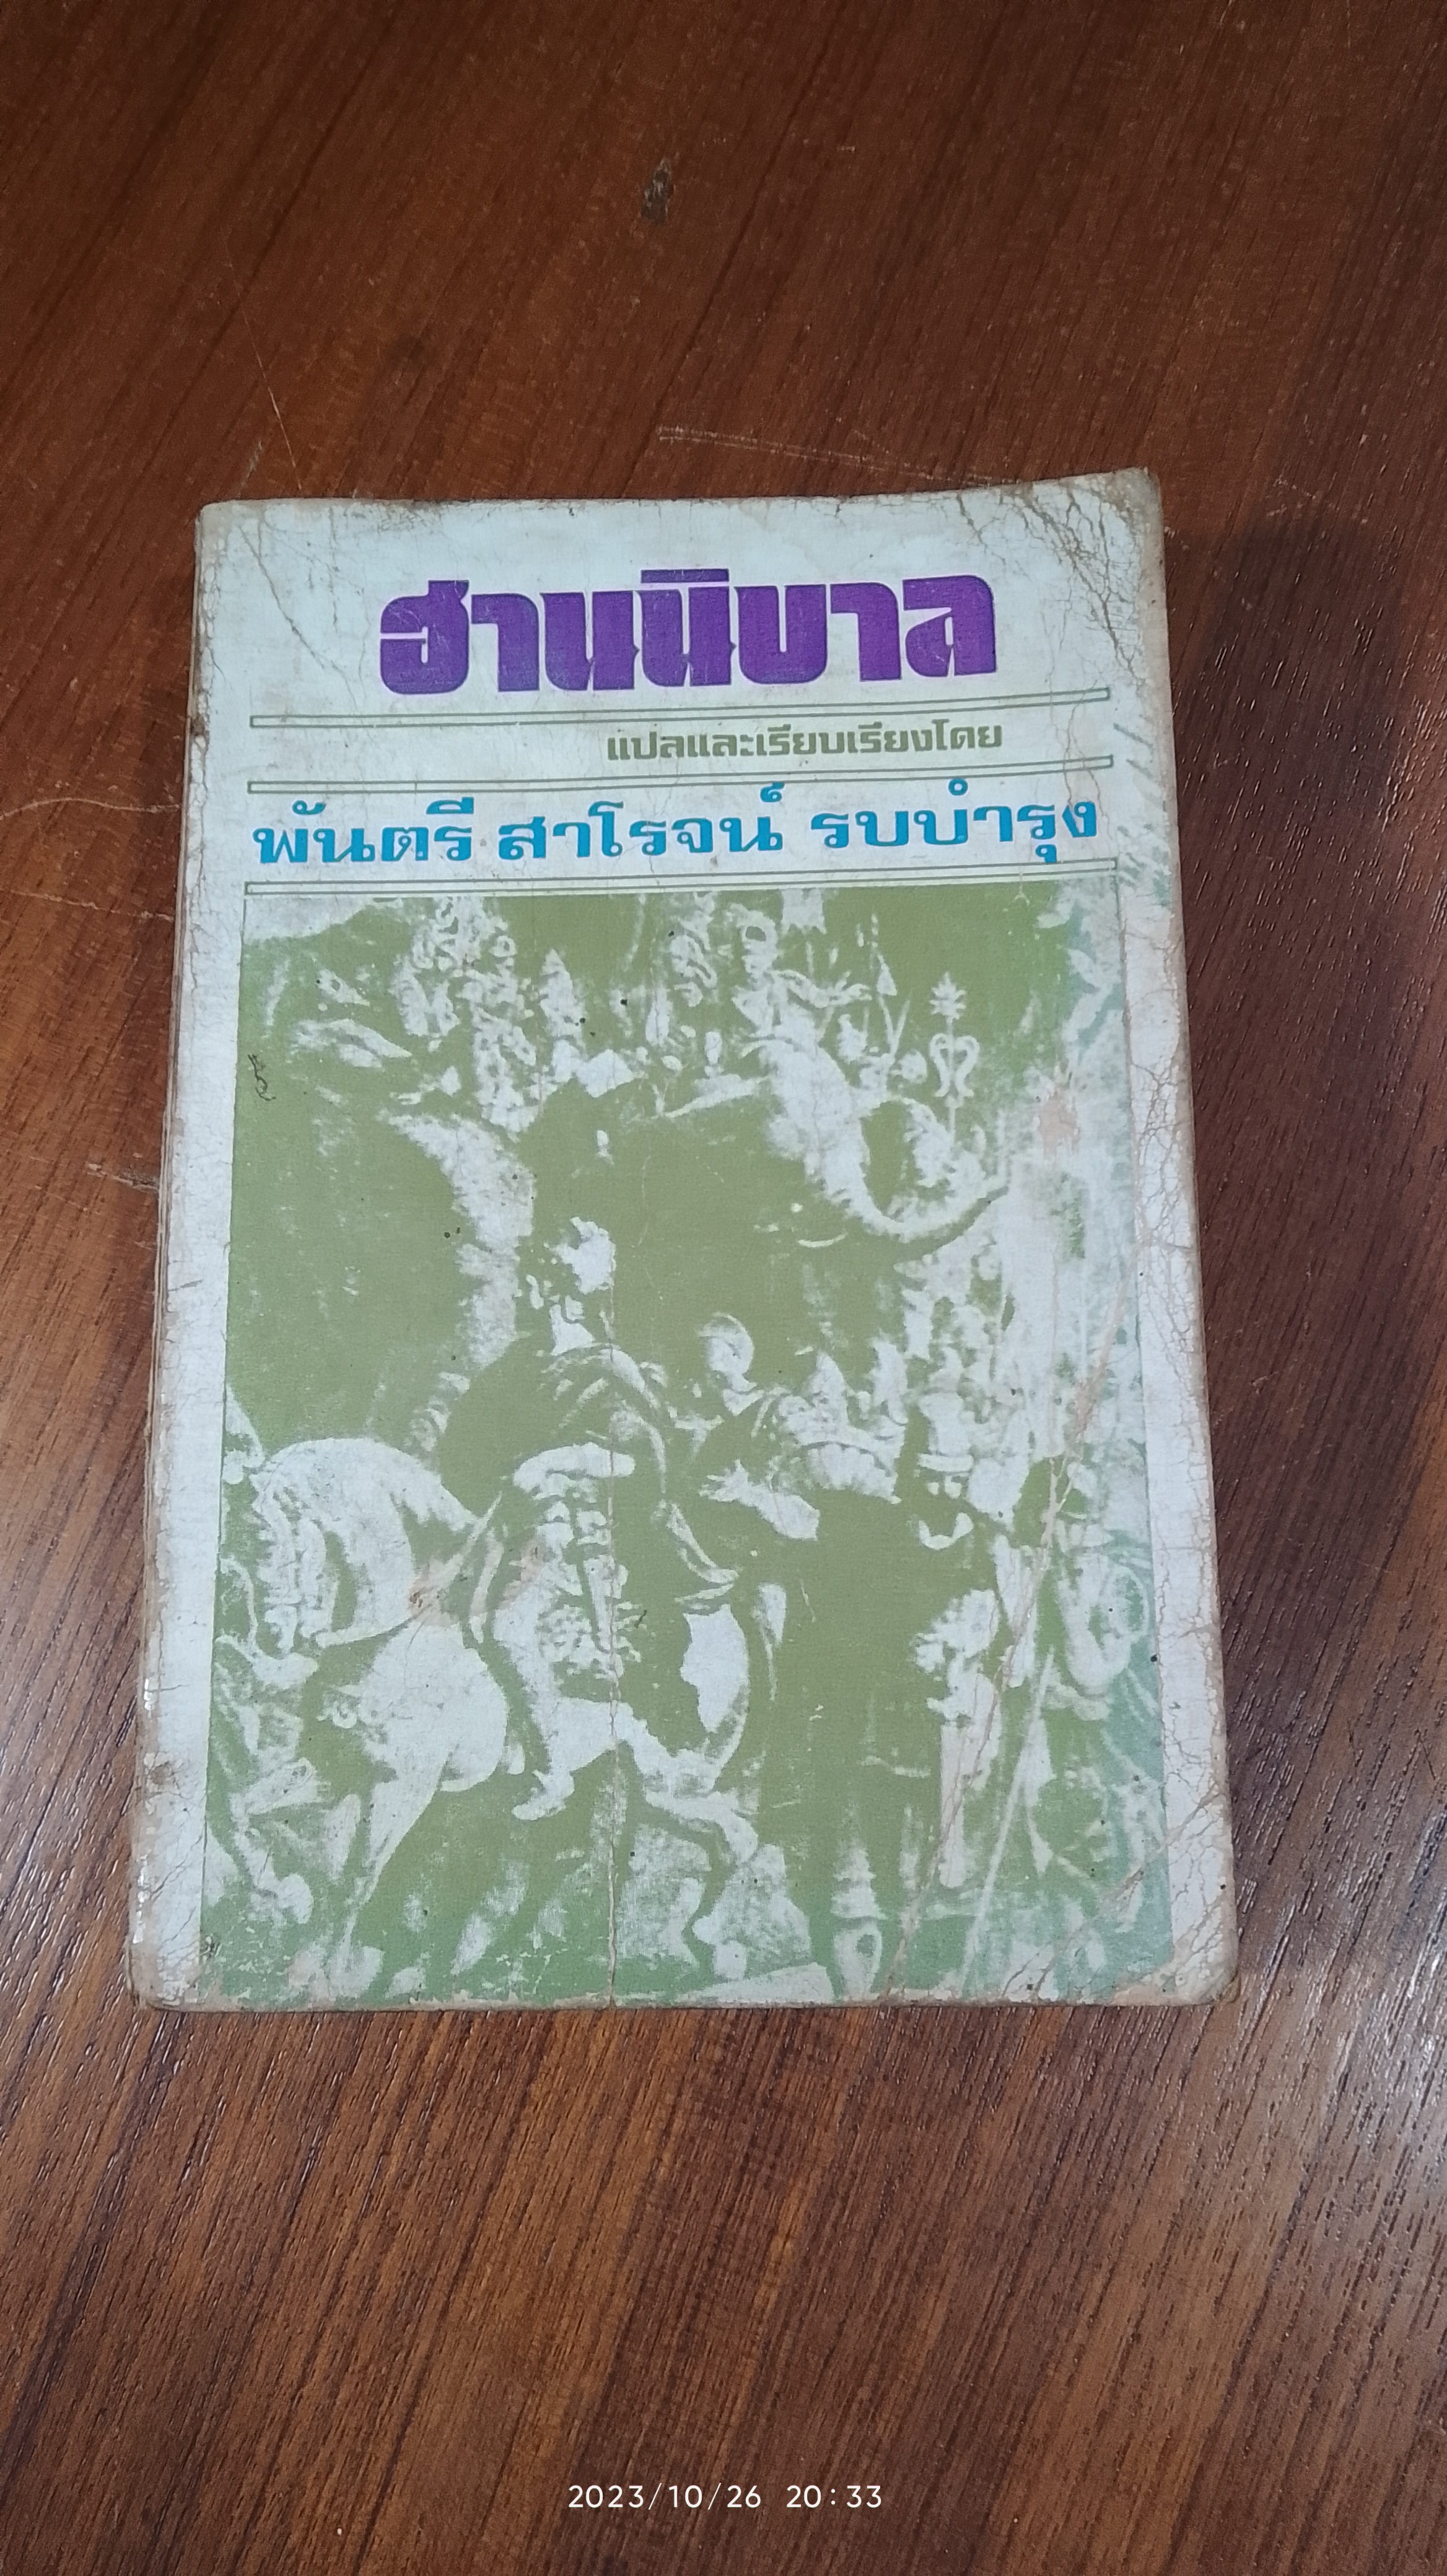 ฮานนิบาล
แปลและเรียบเรียงโดย
พันตรี สาโรจน์ รบบำรุง
2023/10/26 20:33